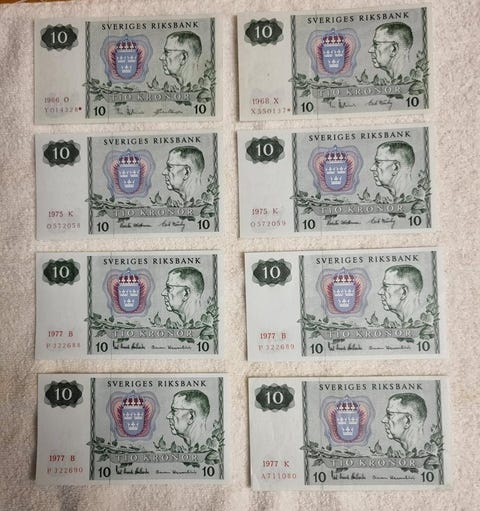 10
SVERIGES RIKSBANK
1966 O
Y014328*
TIO KRONOR
10
10
10
SVERIGES RIKSBANK
1968 X
X550137*
TIO KRONOR
10
10
10
SVERIGES RIKSBANK
1975 K
O572058
TIO KRONOR
10
10
10
SVERIGES RIKSBANK
1975 K
O572059
TIO KRONOR
10
10
10
SVERIGES RIKSBANK
1977 B
P322688
TIO KRONOR
10
10
10
SVERIGES RIKSBANK
1977 B
P322689
TIO KRONOR
10
10
10
SVERIGES RIKSBANK
1977 B
P322690
TIO KRONOR
10
10
10
SVERIGES RIKSBANK
1977 K
A711080
TIO KRONOR
10
10